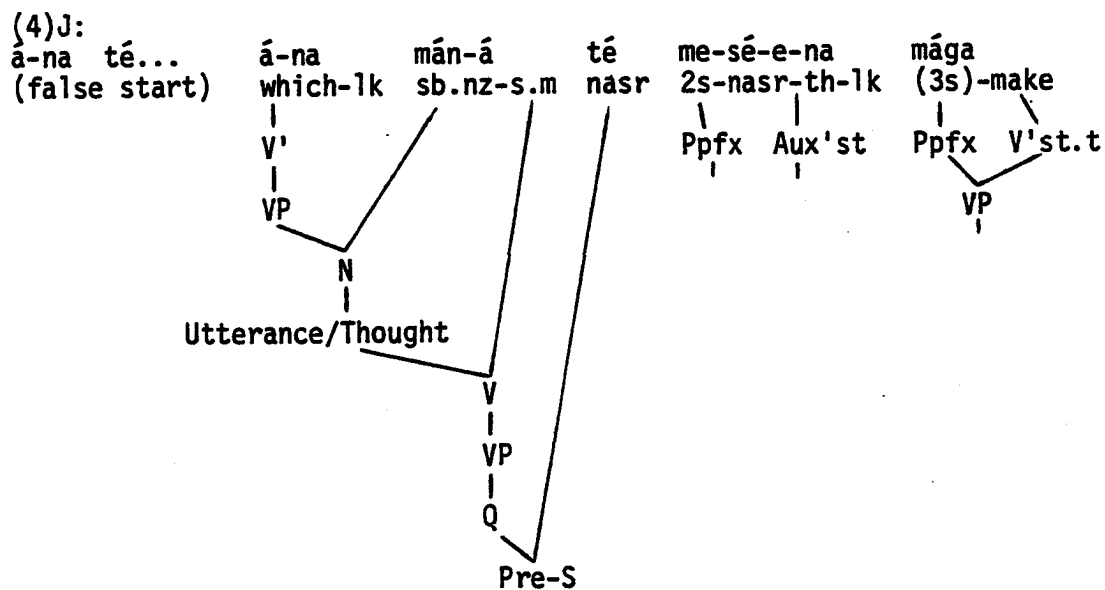 (4)J:
á-na té... á-na mán-á té me-sé-e-na mága
(false start) which-lk sb.nz-s.m nasr 2s-nasr-th-lk (3s)-make
V' Ppfx Aux'st Ppfx V'st.t
VP VP
N
Utterance/Thought
V
VP
Q
Pre-S